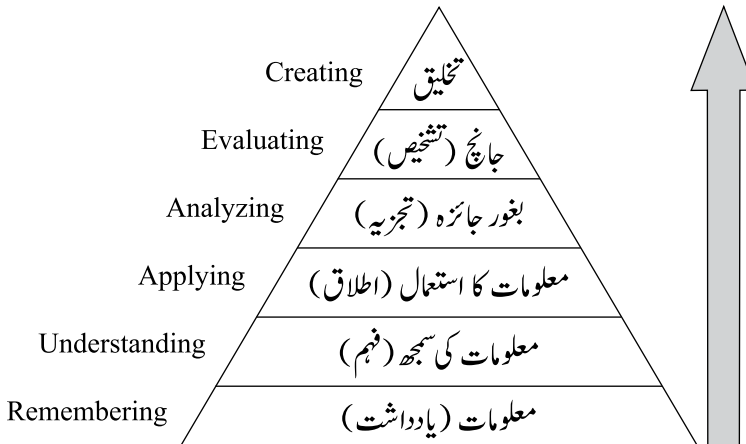 Creating تخلیق
Evaluating جانچ (تشخیص)
Analyzing بغور جائزہ (تجزیہ)
Applying معلومات کا استعمال (اطلاق)
Understanding معلومات کی سمجھ (فہم)
Remembering معلومات (یادداشت)